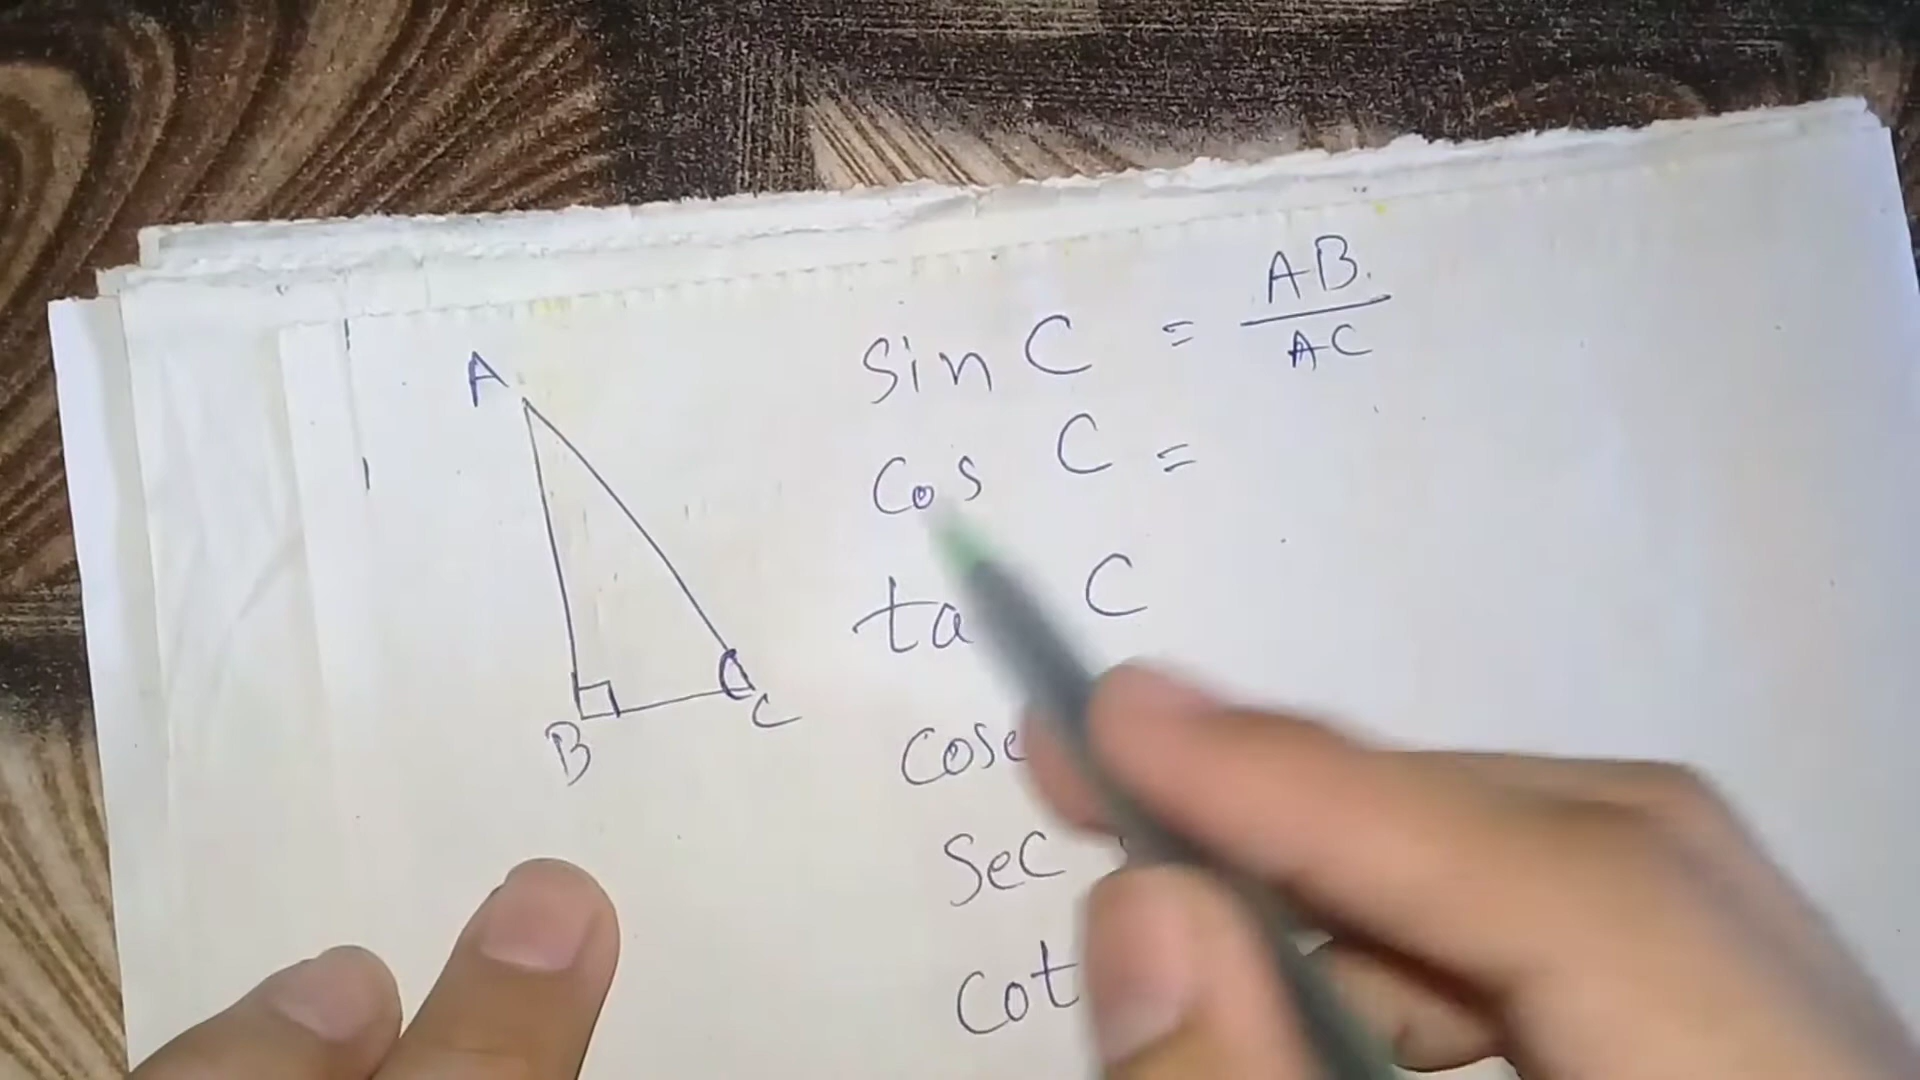 A
B
C
sin C = AB
AC
Cos C =
C
Sec
Cot